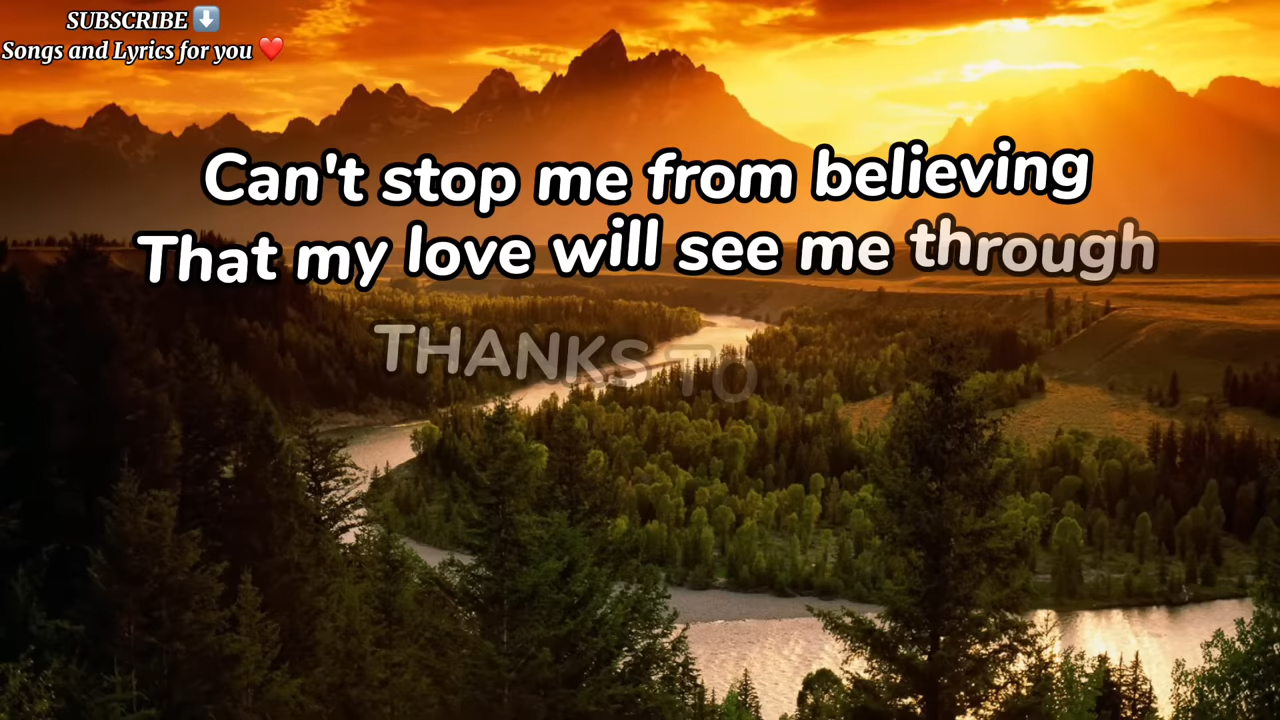 SUBSCRIBE ⬇️
Songs and Lyrics for you ❤️
Can't stop me from believing
That my love will see me through
THANKS TO